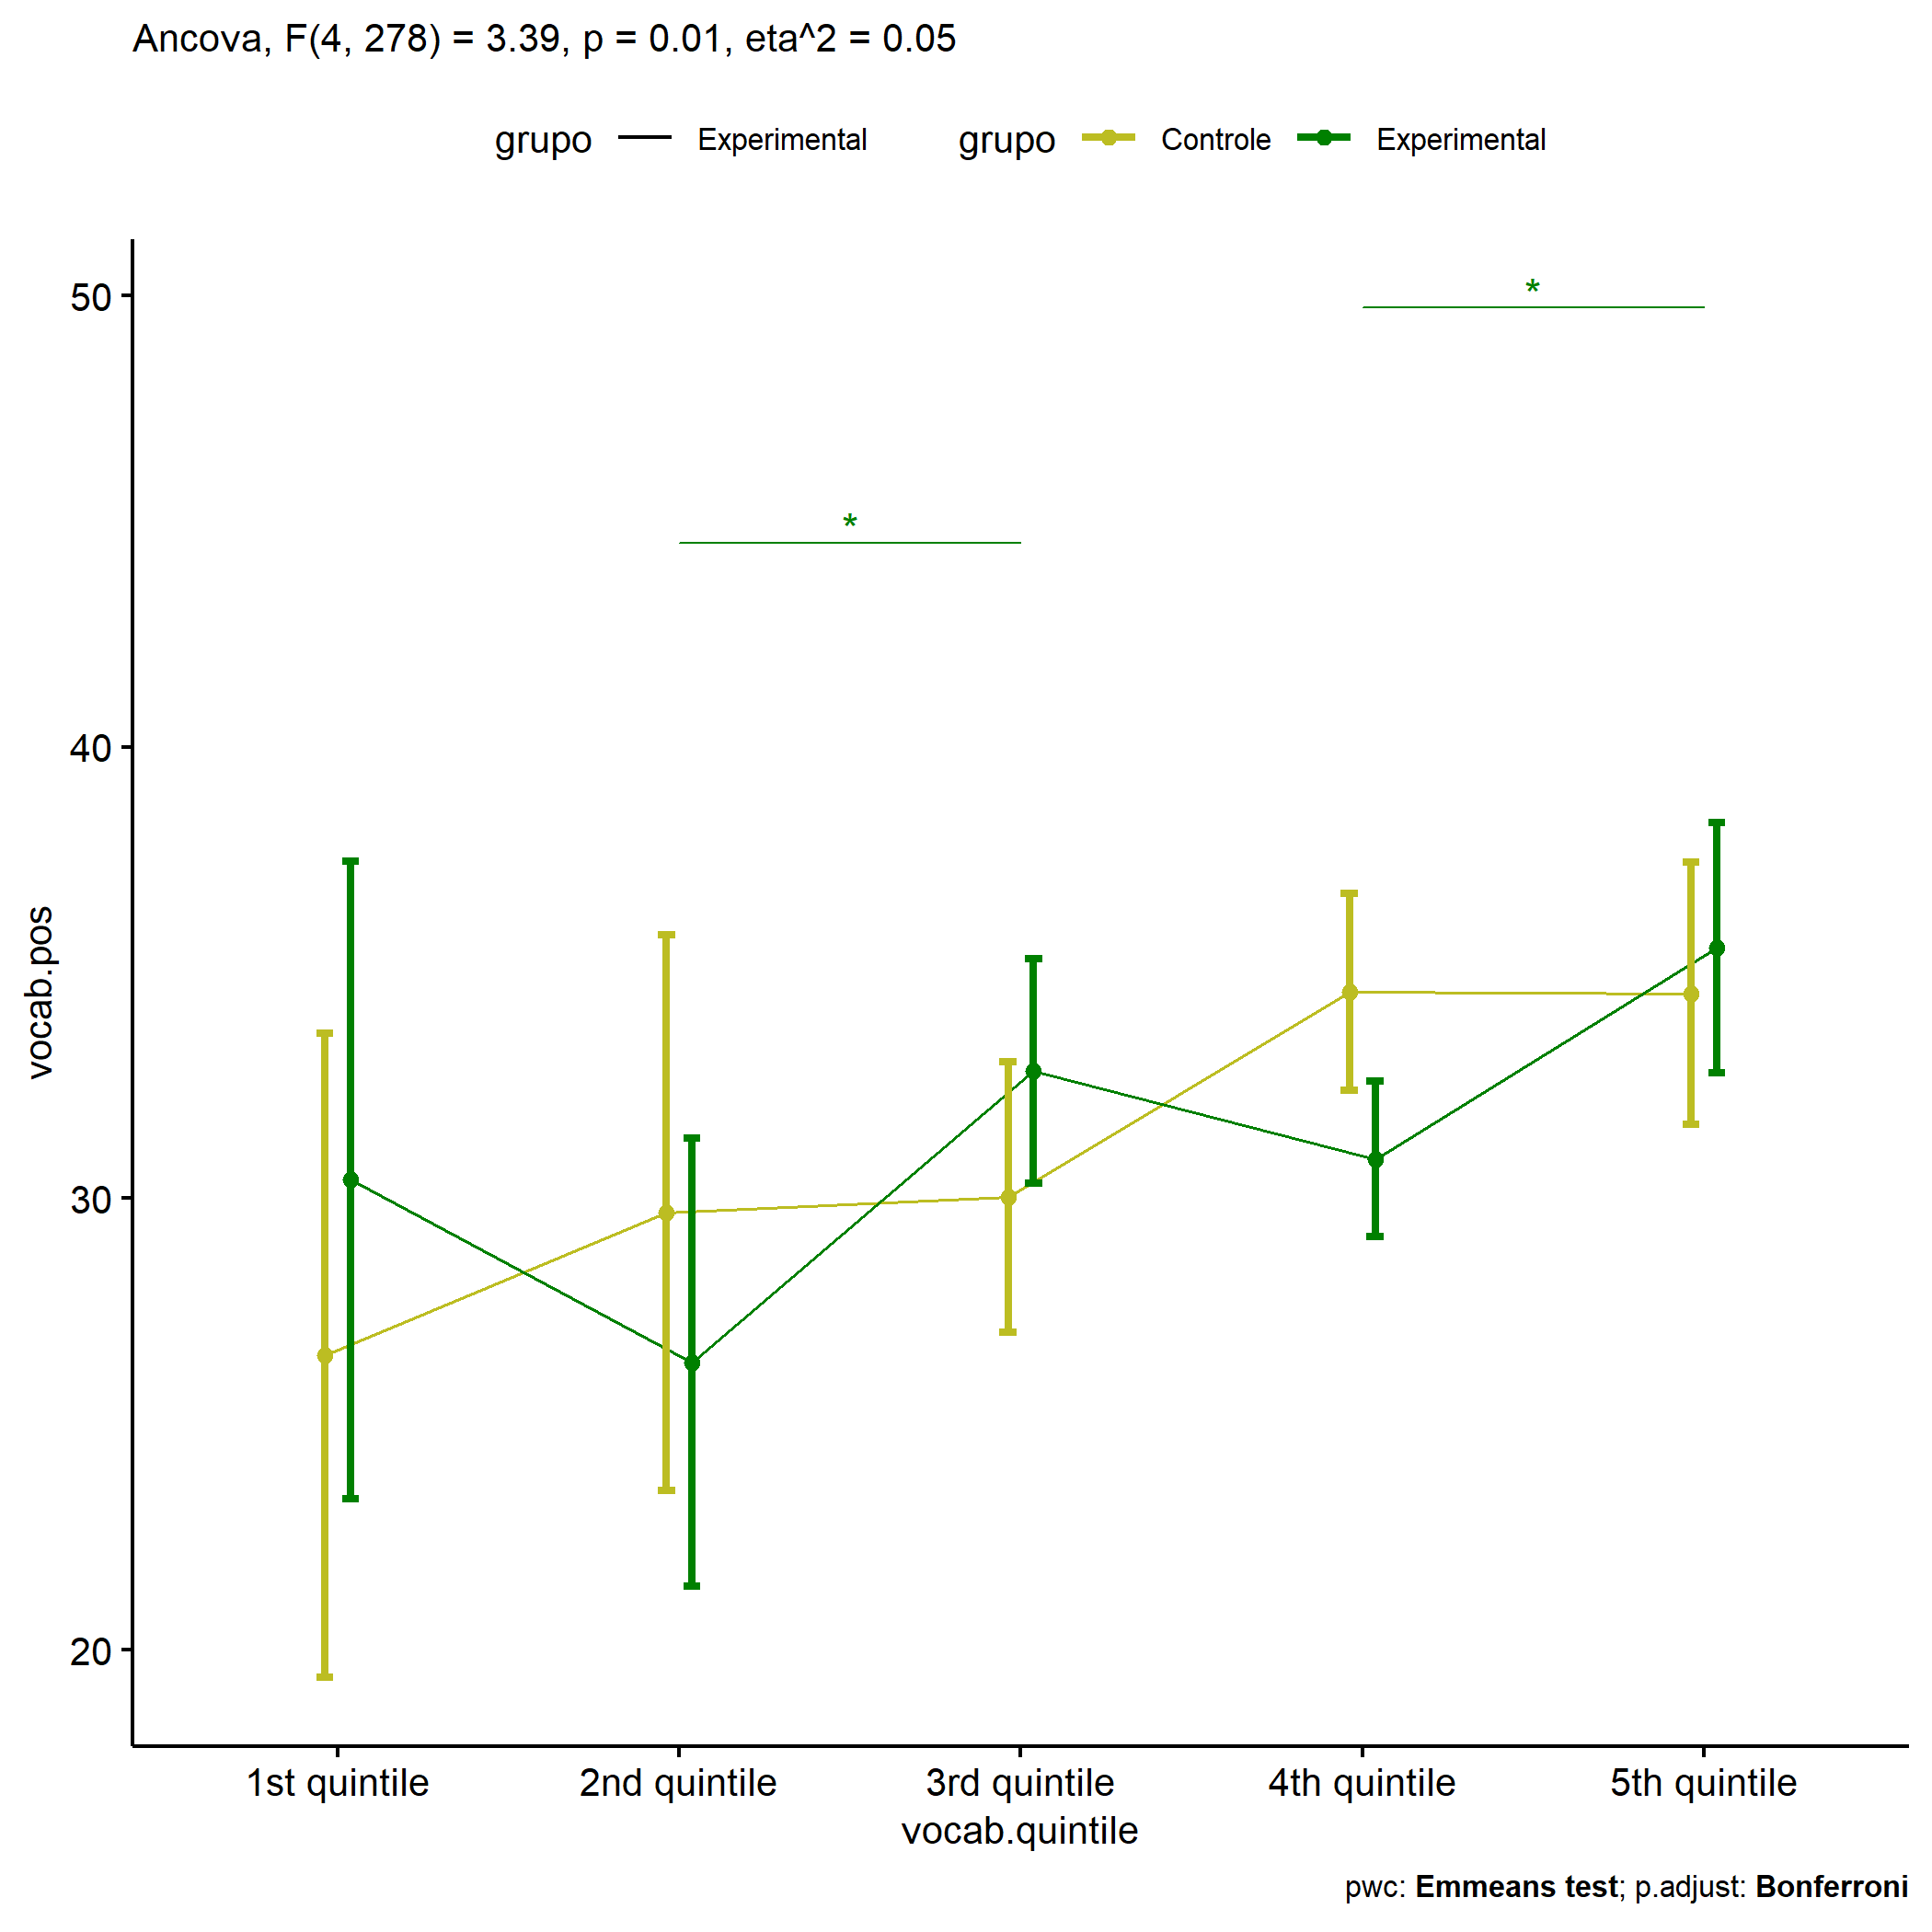 Ancova, F(4, 278) = 3.39, p = 0.01, eta^2 = 0.05
grupo Experimental grupo Controle Experimental
50
*
*
40
30
20
vocab.pos
1st quintile 2nd quintile 3rd quintile 4th quintile 5th quintile
vocab.quintile
pwc: Emmeans test; p.adjust: Bonferroni